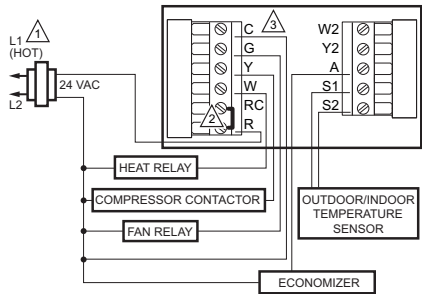 L1
(HOT)
1
24 VAC
L2
C
G
Y
W
RC
R
3
2
W2
Y2
A
S1
S2
HEAT RELAY
COMPRESSOR CONTACTOR
FAN RELAY
OUTDOOR/INDOOR
TEMPERATURE
SENSOR
ECONOMIZER